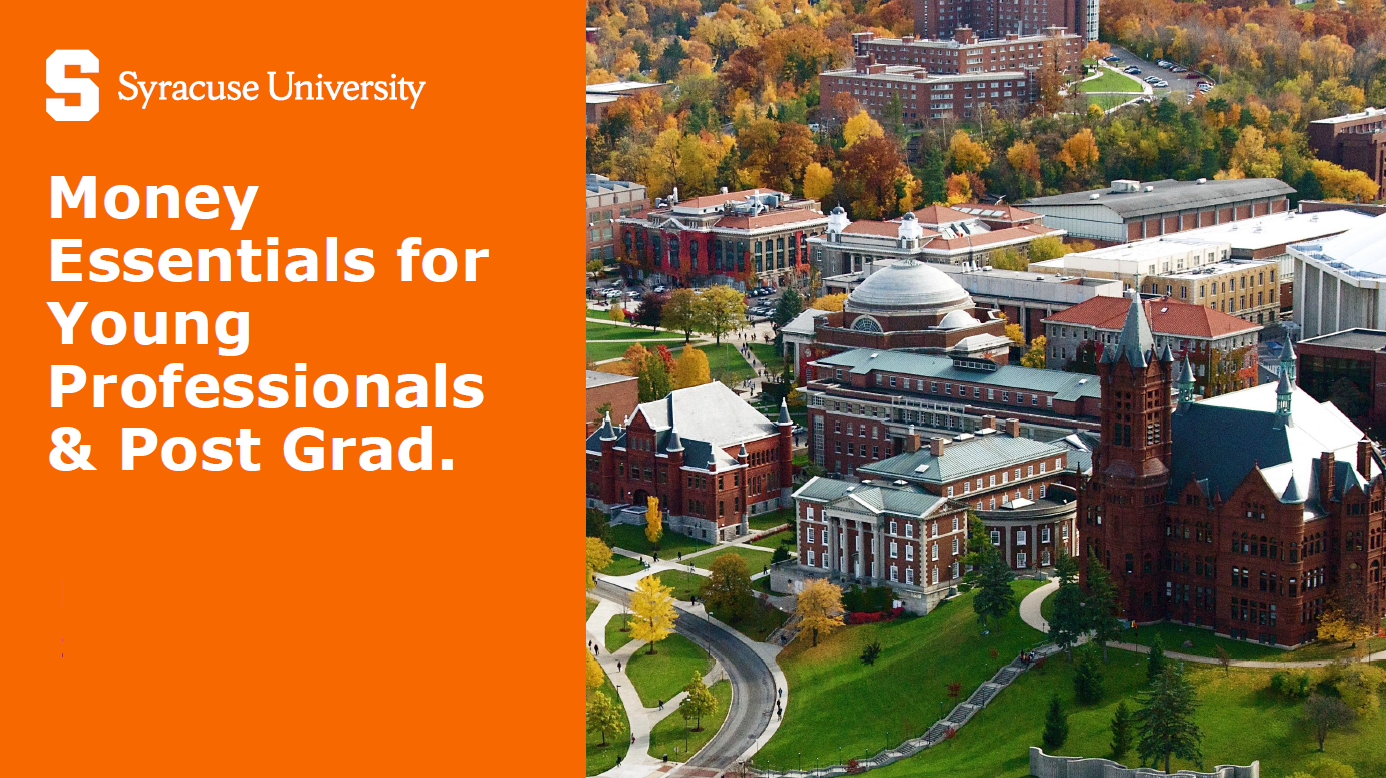 S Syracuse University
Money
Essentials for
Young
Professionals
& Post Grad.